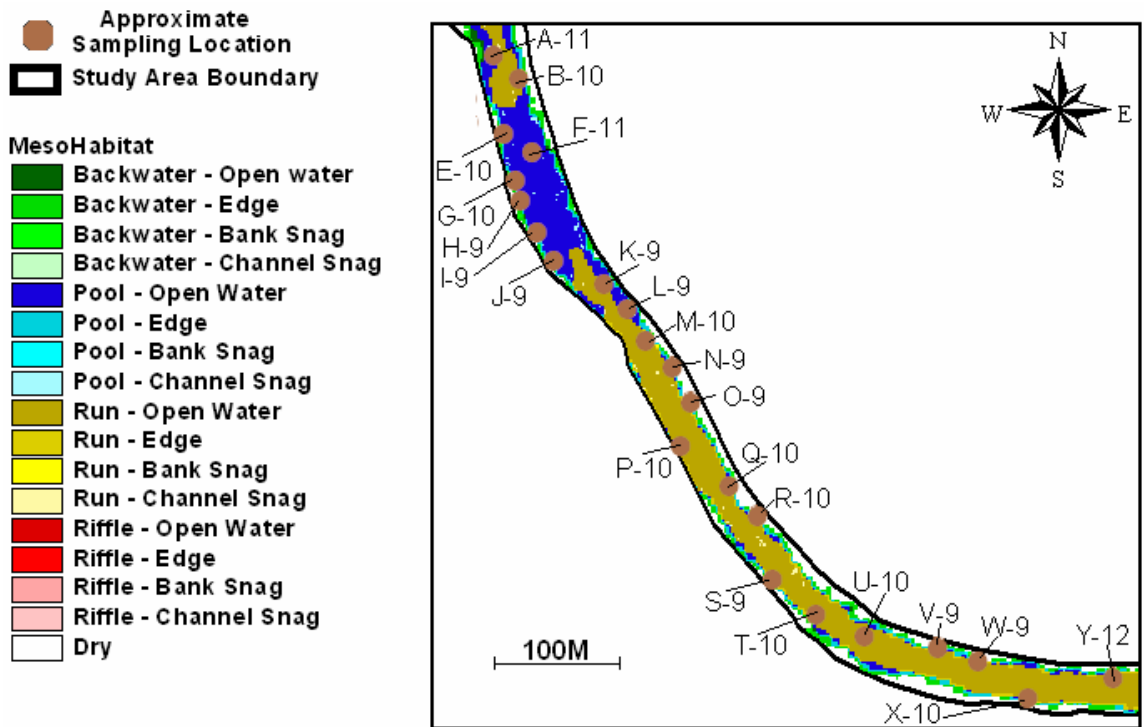 Approximate
Sampling Location
Study Area Boundary
MesoHabitat
Backwater - Open water
Backwater - Edge
Backwater - Bank Snag
Backwater - Channel Snag
Pool - Open Water
Pool - Edge
Pool - Bank Snag
Pool - Channel Snag
Run - Open Water
Run - Edge
Run - Bank Snag
Run - Channel Snag
Riffle - Open Water
Riffle - Edge
Riffle - Bank Snag
Riffle - Channel Snag
Dry
A-11
B-10
F-11
E-10
G-10
H-9
I-9
J-9
K-9
L-9
M-10
N-9
O-9
P-10
Q-10
R-10
S-9
T-10
U-10
V-9
W-9
Y-12
X-10
100M
N
W
E
S